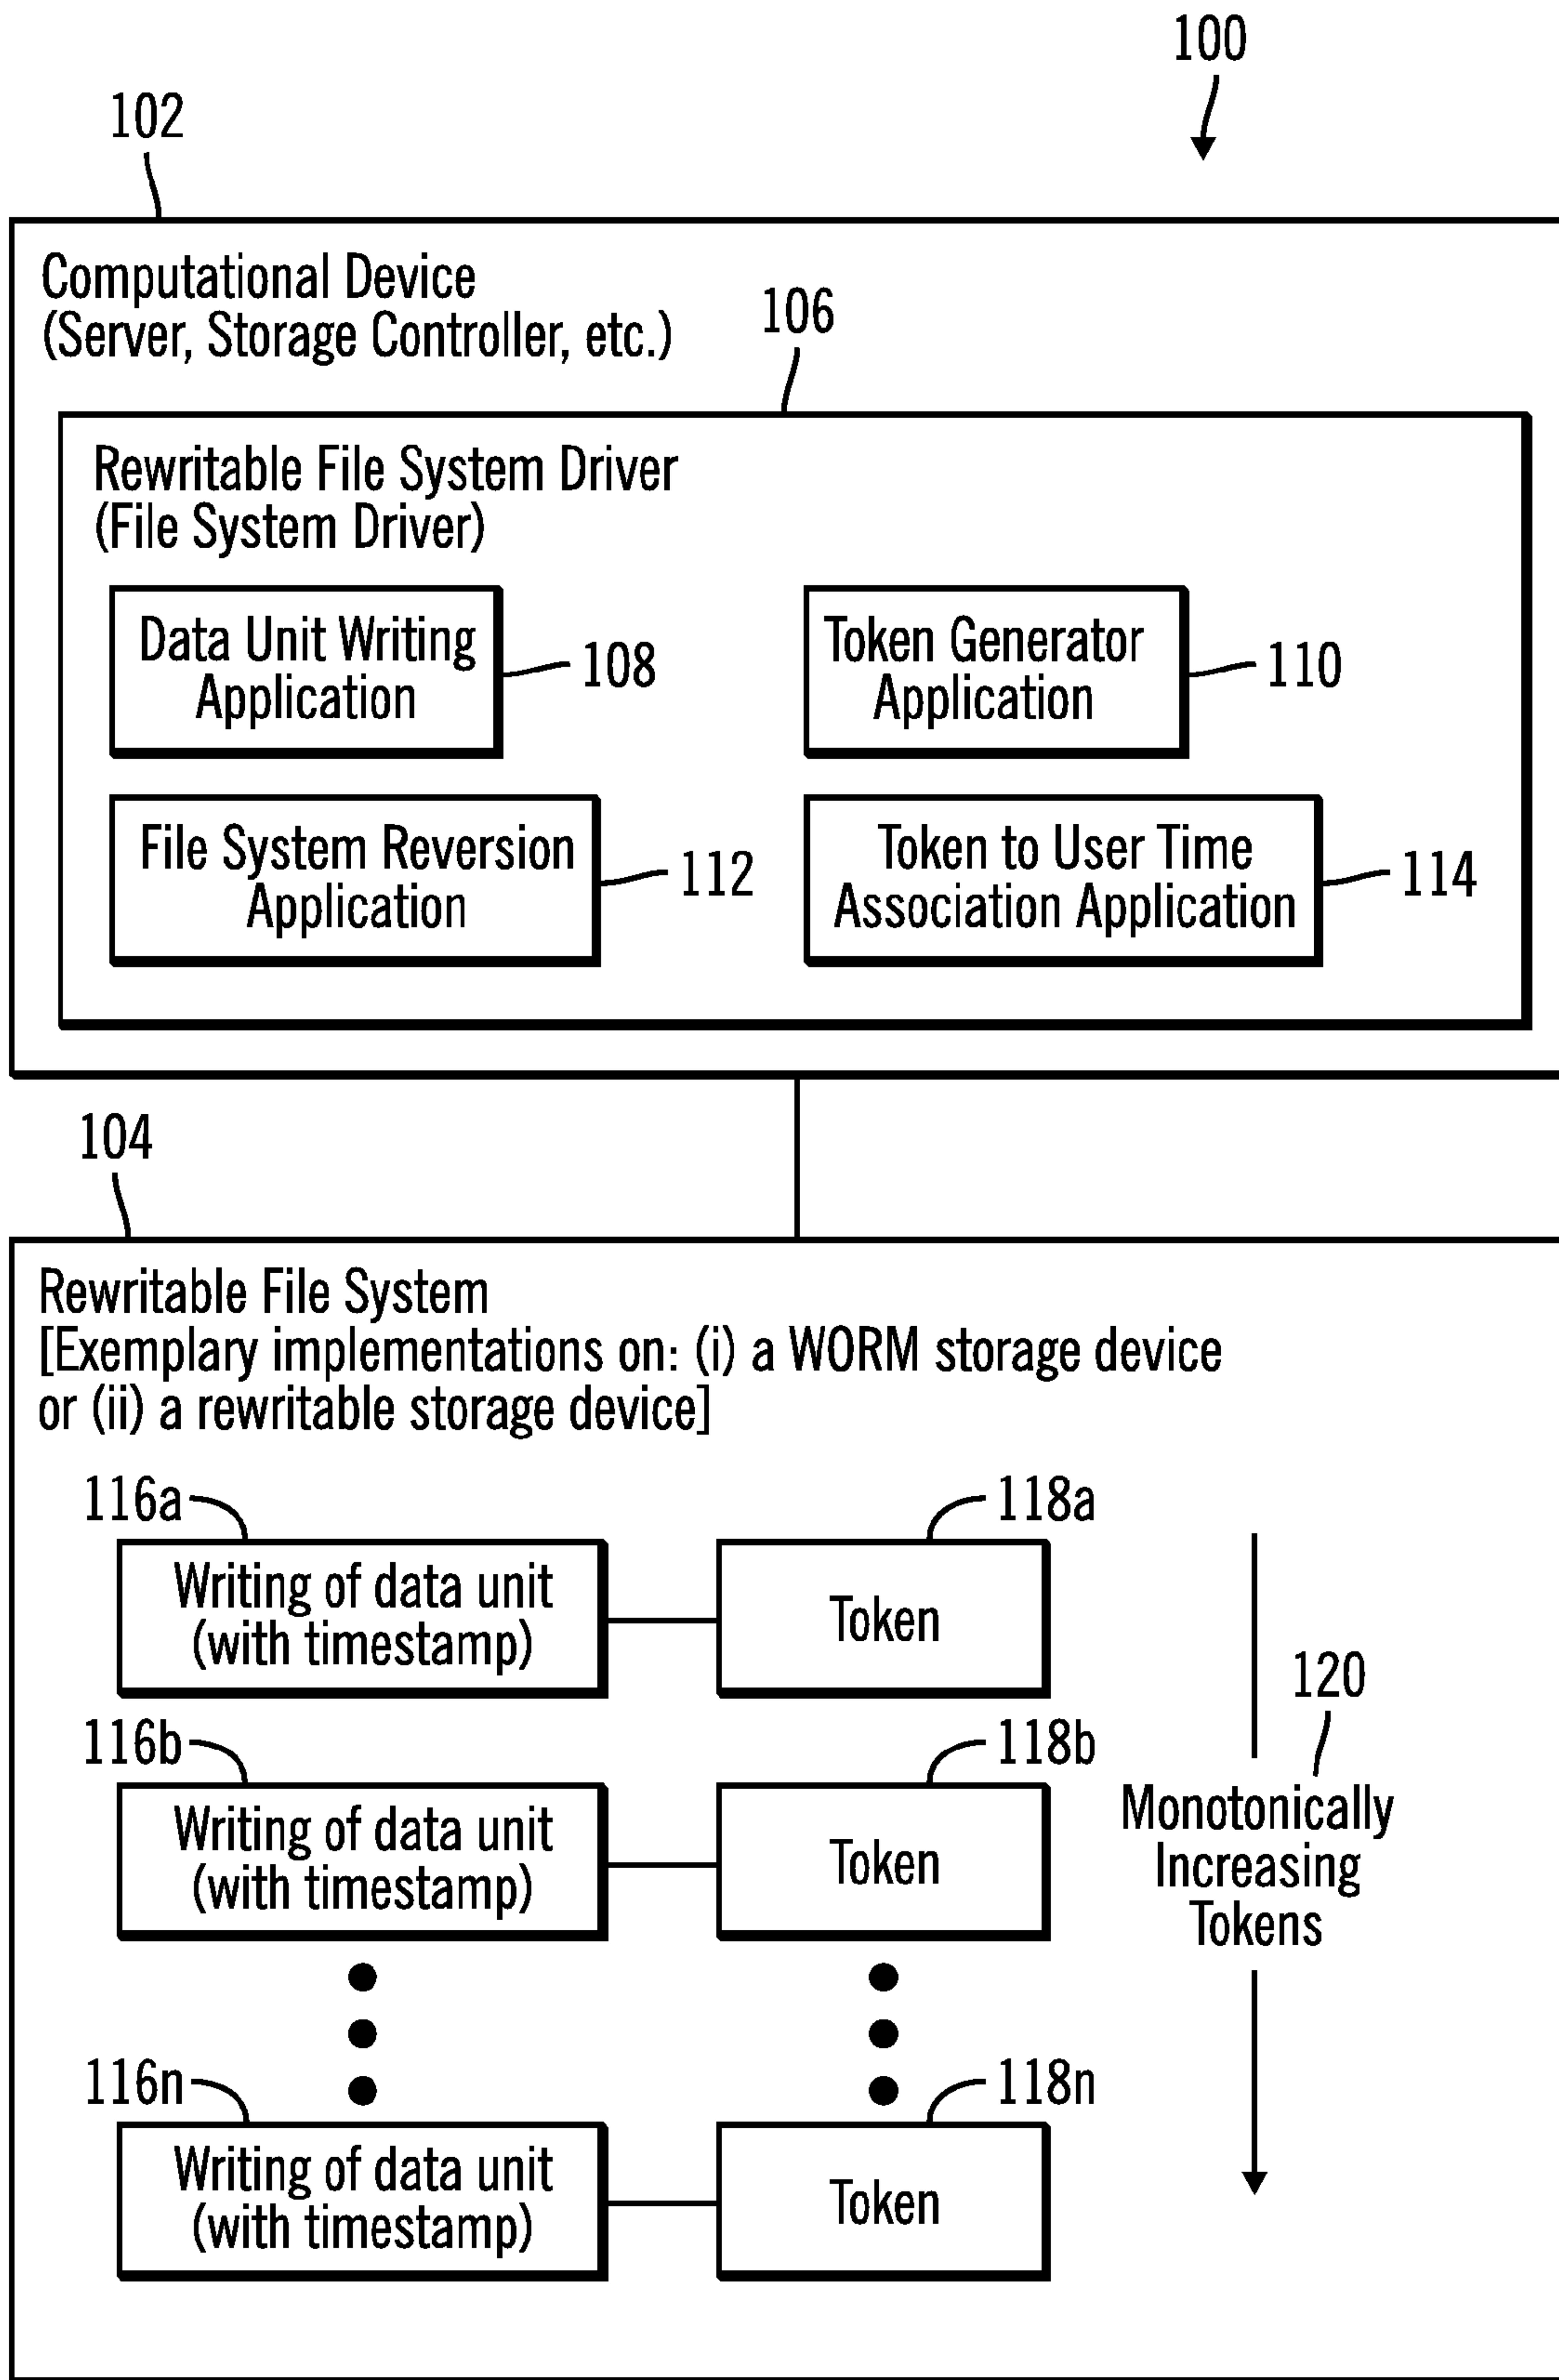 100
102
Computational Device
(Server, Storage Controller, etc.)
106
Rewritable File System Driver
(File System Driver)
Data Unit Writing
Application
108
Token Generator
Application
110
File System Reversion
Application
112
Token to User Time
Association Application
114
104
Rewritable File System
[Exemplary implementations on: (i) a WORM storage device
or (ii) a rewritable storage device]
116a
118a
Writing of data unit
(with timestamp)
Token
120
116b
118b
Writing of data unit
(with timestamp)
Token
Monotonically
Increasing
Tokens
116n
118n
Writing of data unit
(with timestamp)
Token